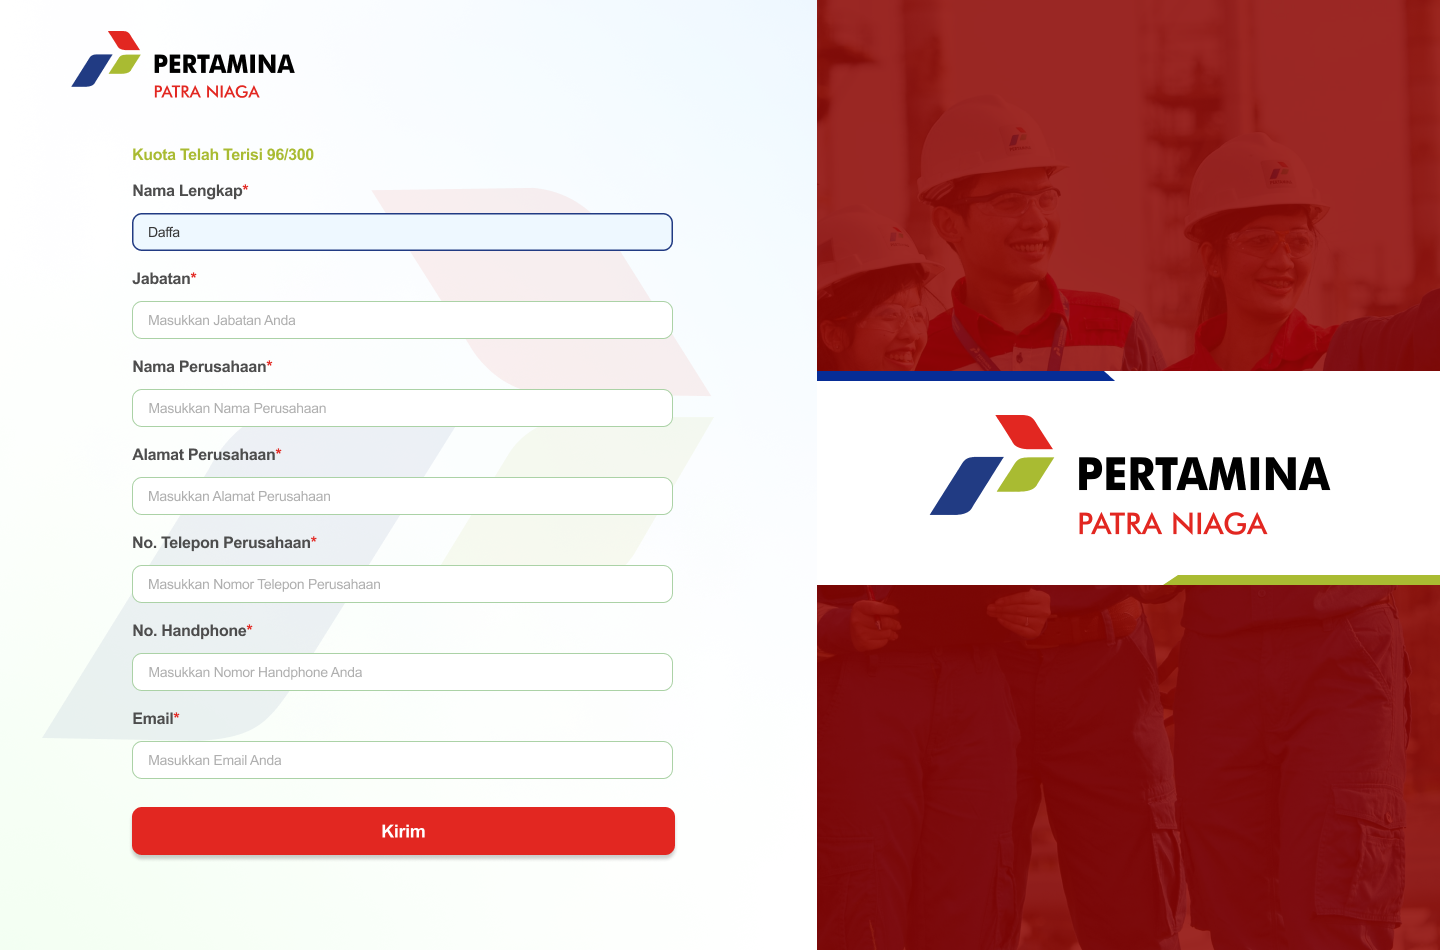 PERTAMINA
PATRA NIAGA
Kuota Telah Terisi 96/300
Nama Lengkap*
Daffa
Jabatan*
Masukkan Jabatan Anda
Nama Perusahaan*
Masukkan Nama Perusahaan
Alamat Perusahaan*
Masukkan Alamat Perusahaan
No. Telepon Perusahaan*
Masukkan Nomor Telepon Perusahaan
No. Handphone*
Masukkan Nomor Handphone Anda
Email*
Masukkan Email Anda
Kirim
PERTAMINA
PATRA NIAGA